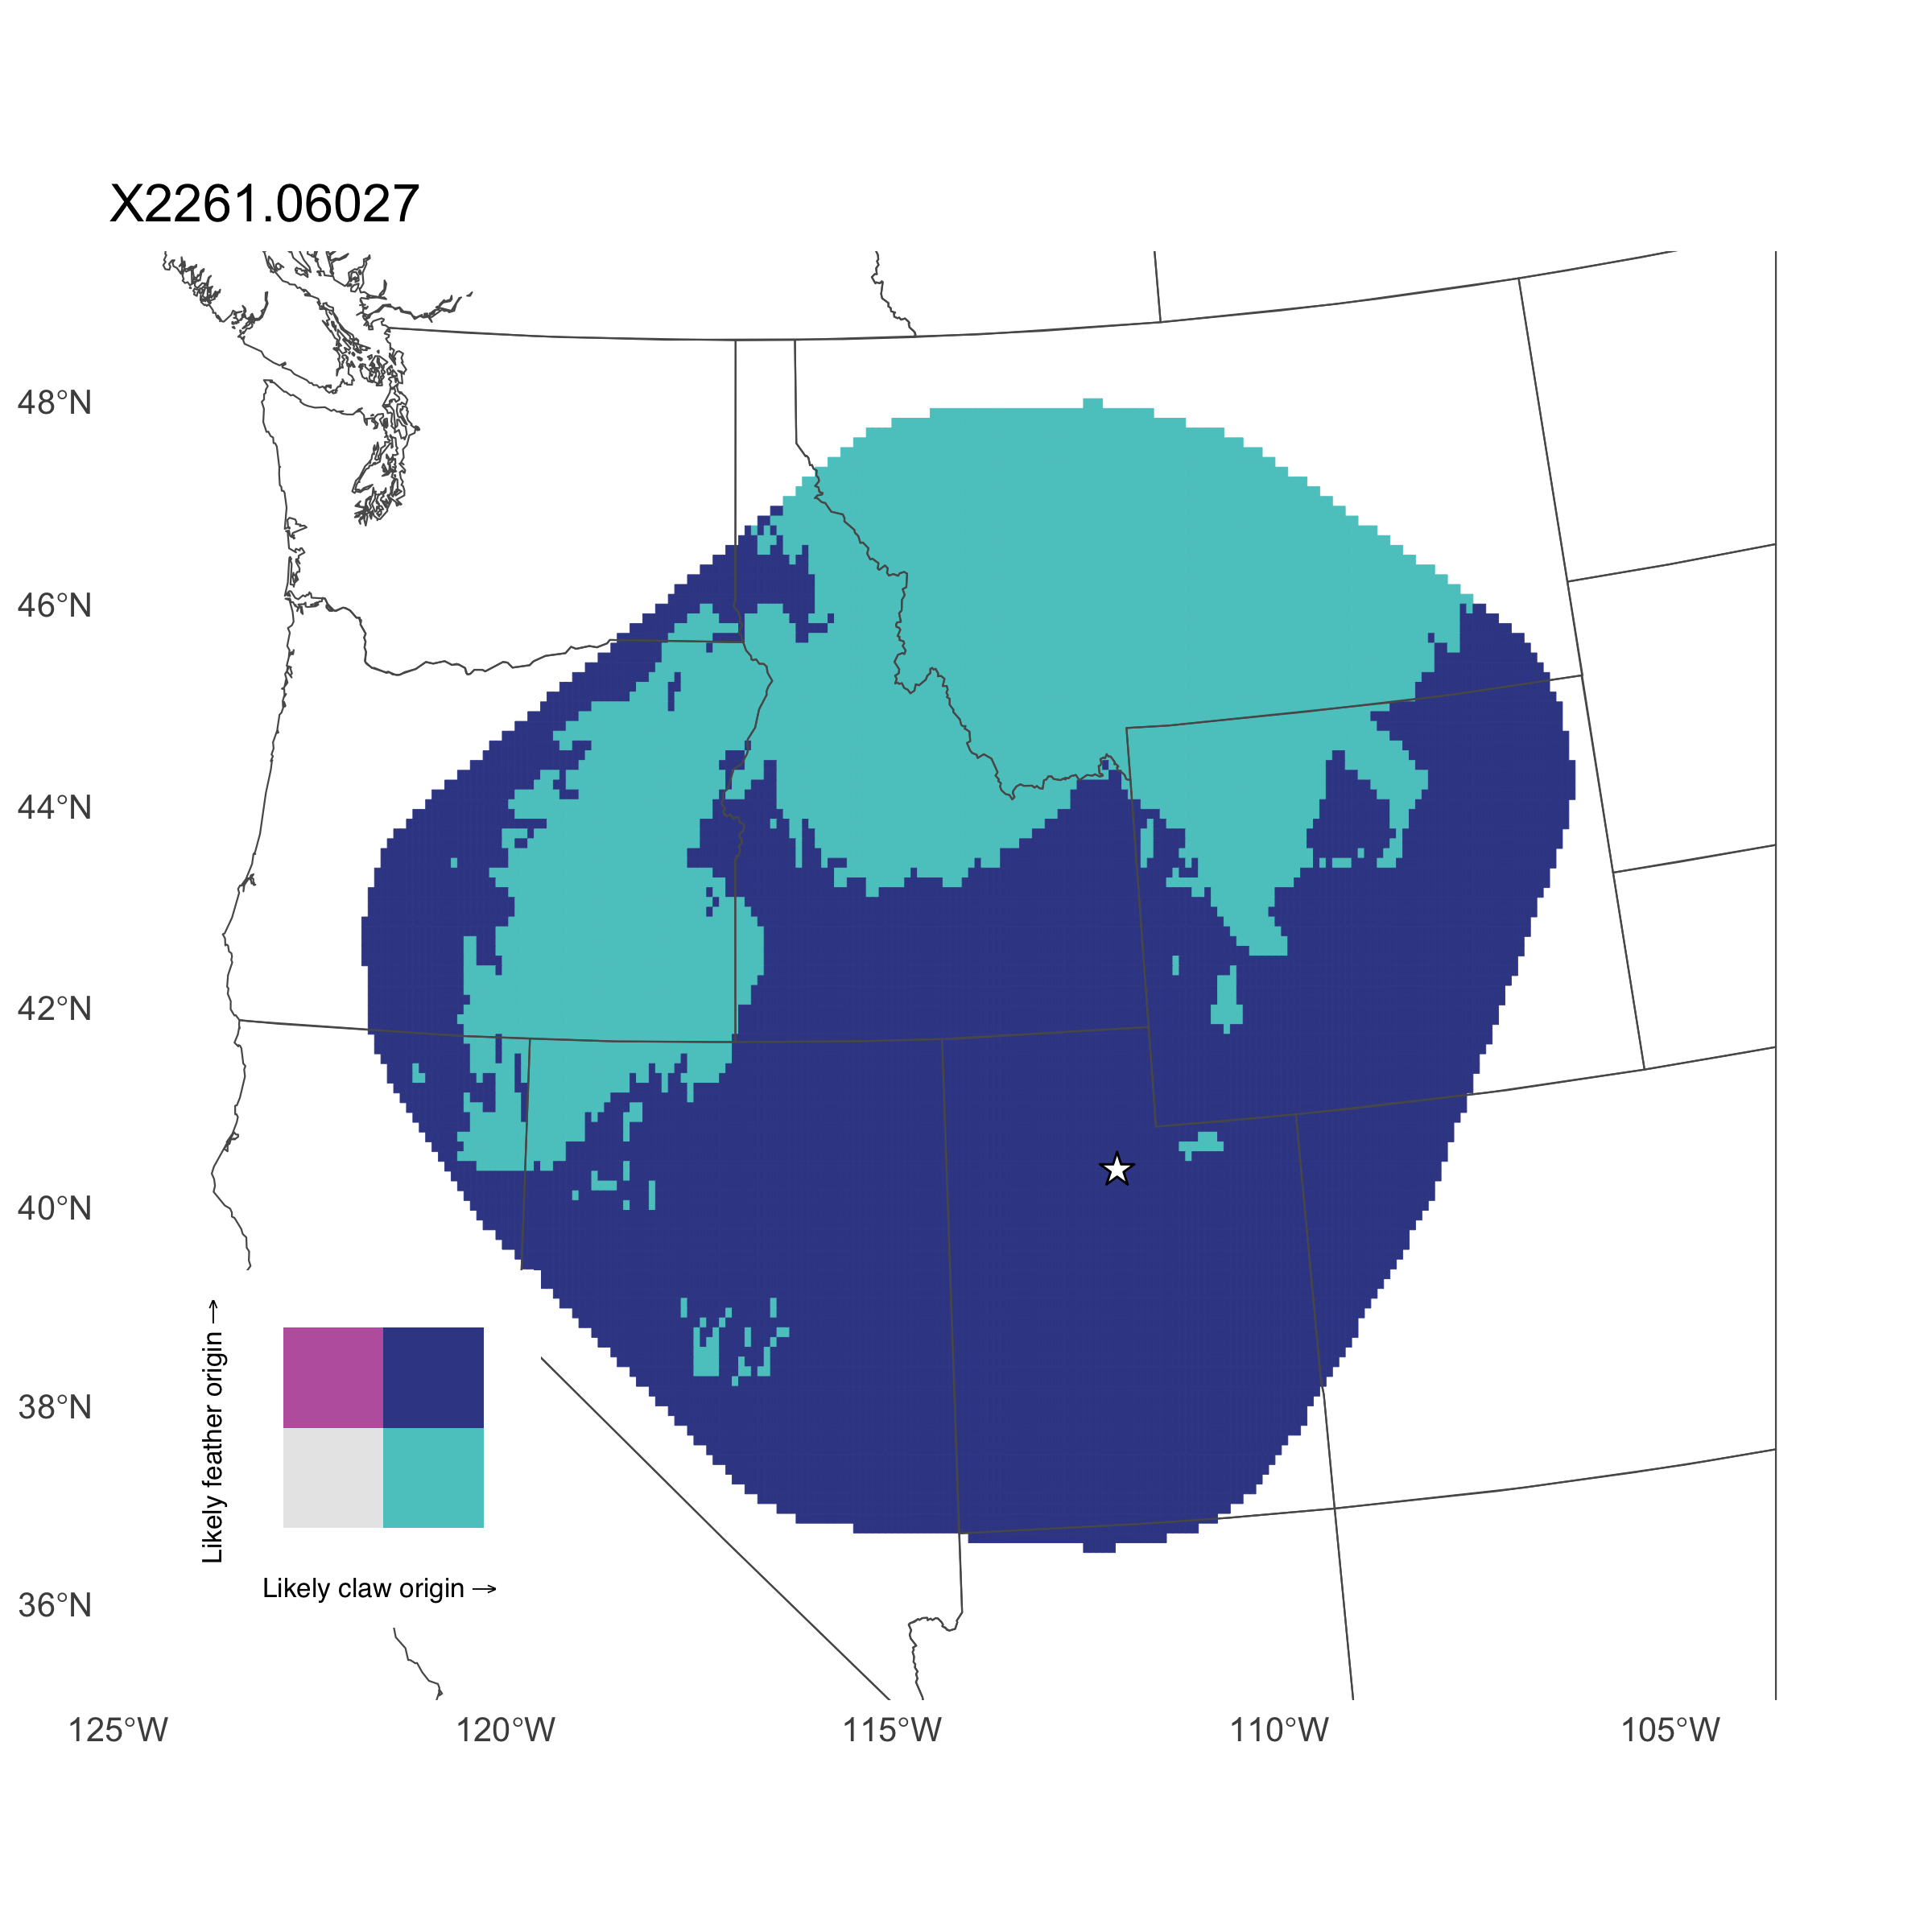 X2261.06027
48°N
46°N
44°N
42°N
40°N
38°N
36°N
Likely feather origin →
Likely claw origin →
125°W 120°W 115°W 110°W 105°W